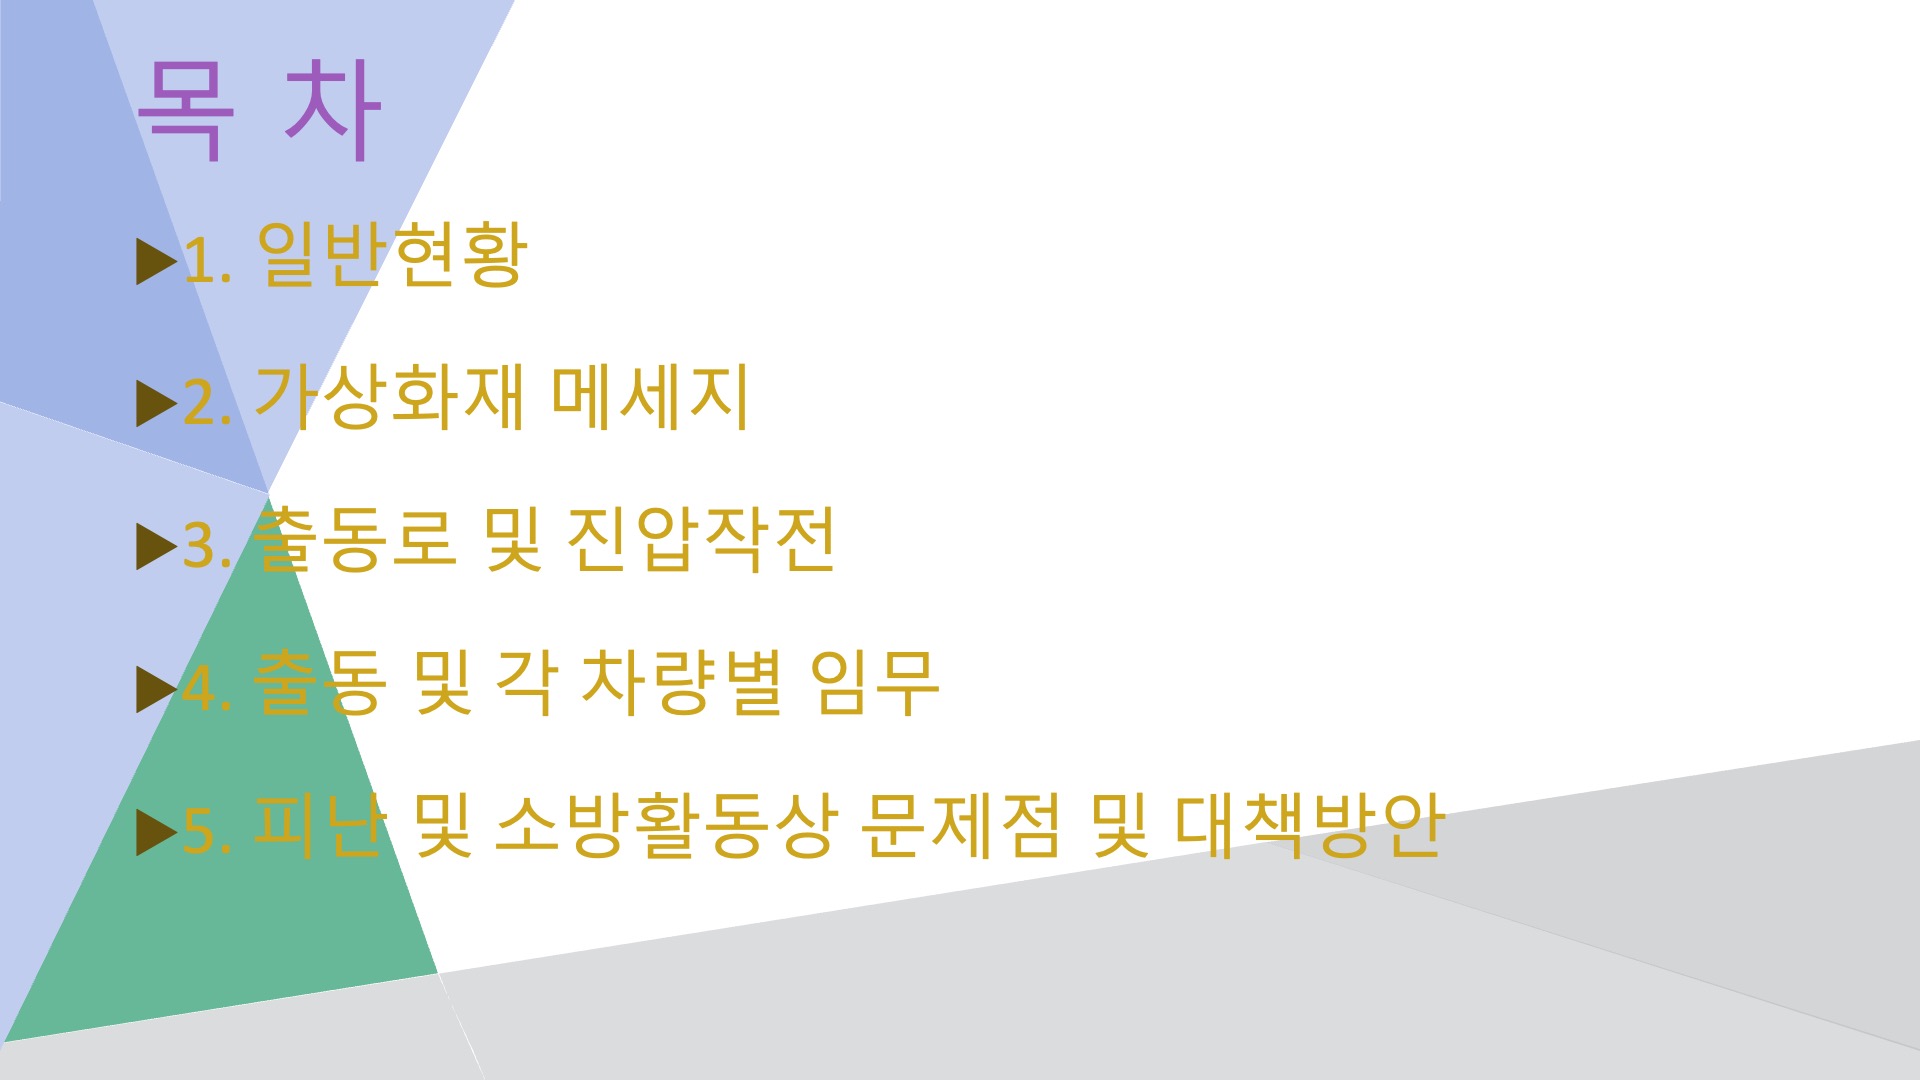 목 차
▶1. 일반현황
▶2. 가상화재 메세지
▶3. 출동로 및 진압작전
▶4. 출동 및 각 차량별 임무
▶5. 피난 및 소방활동상 문제점 및 대책방안